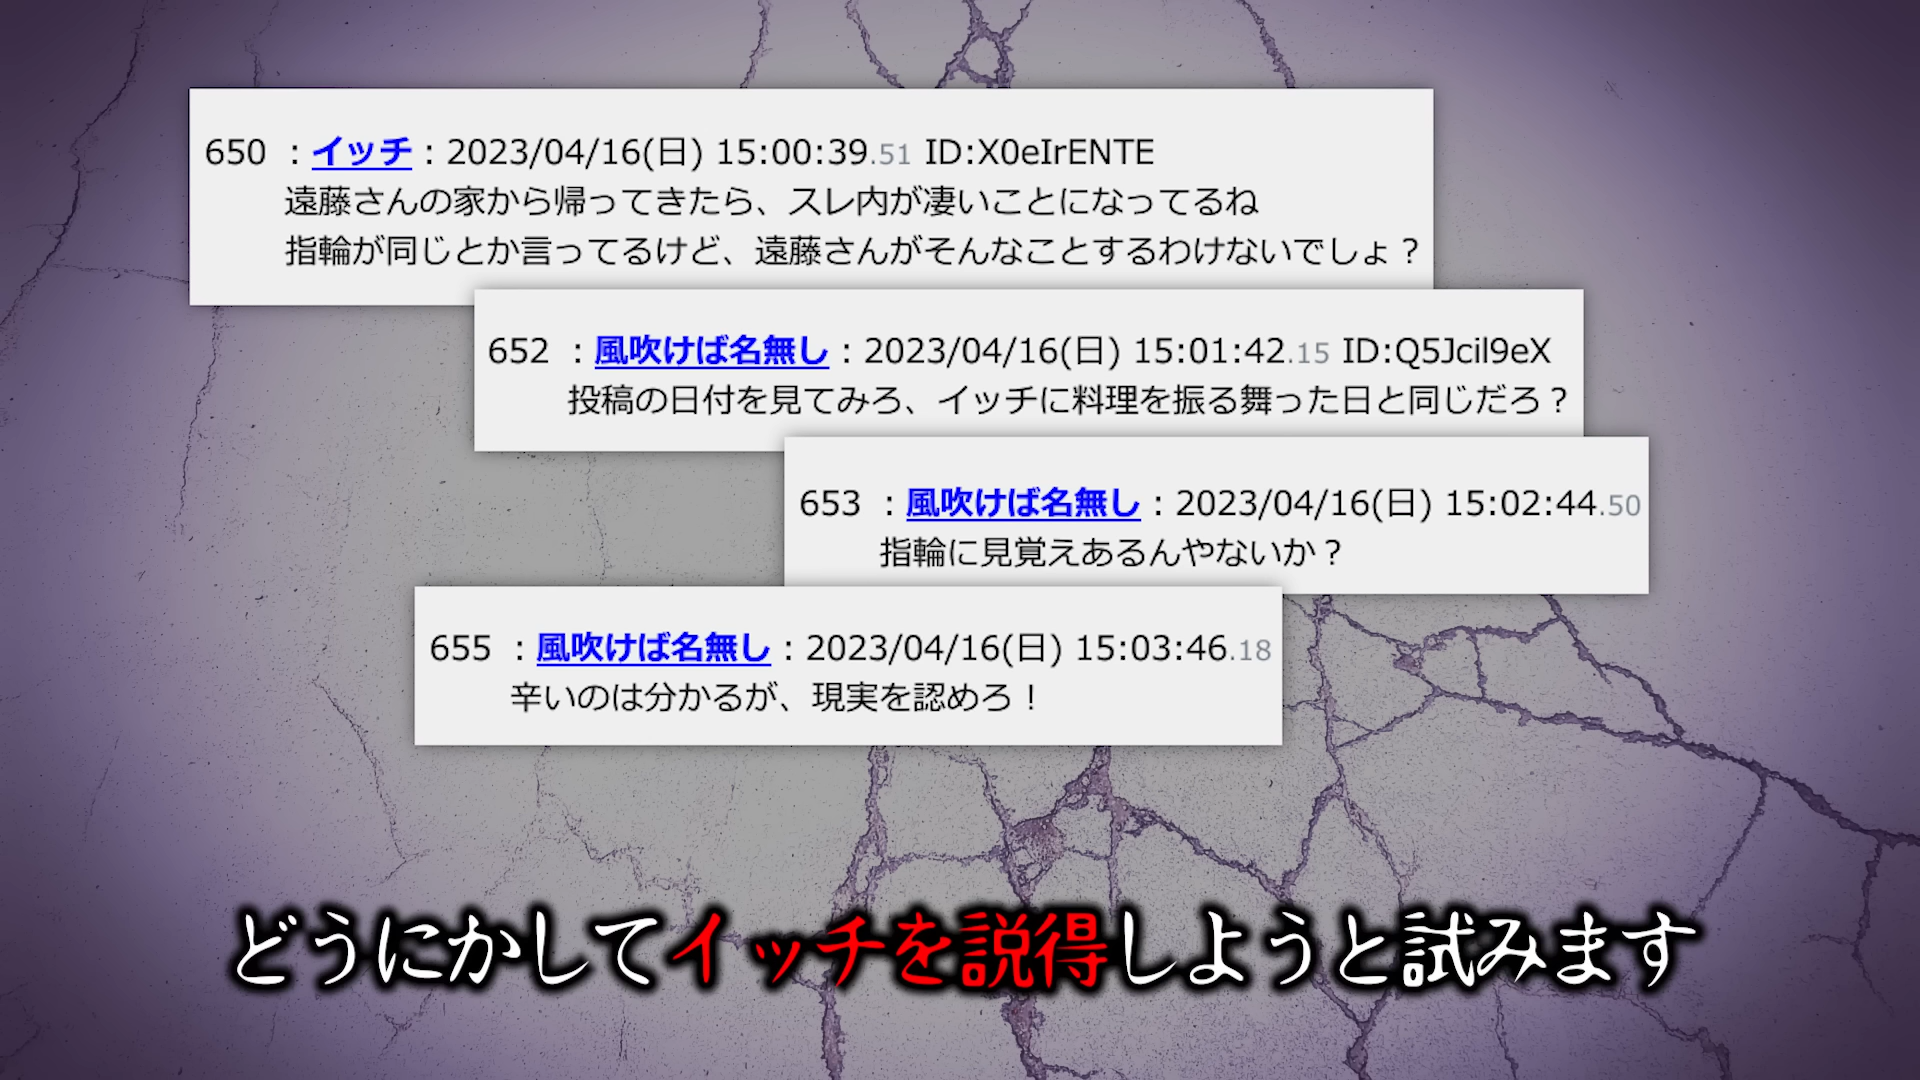 650 ：イッチ：2023/04/16(日) 15:00:39.51 ID:X0eIrENTE
遠藤さんの家から帰ってきたら、スレ内が凄いことになってるね
指輪が同じとか言ってるけど、遠藤さんがそんなことするわけないでしょ？
652 ：風吹けば名無し：2023/04/16(日) 15:01:42.15 ID:Q5Jcil9eX
投稿の日付を見てみろ、イッチに料理を振る舞った日と同じだろ？
653 ：風吹けば名無し：2023/04/16(日) 15:02:44.50
指輪に見覚えあるんやないか？
655 ：風吹けば名無し：2023/04/16(日) 15:03:46.18
辛いのは分かるが、現実を認めろ！
どうにかしてイッチを説得しようと試みます